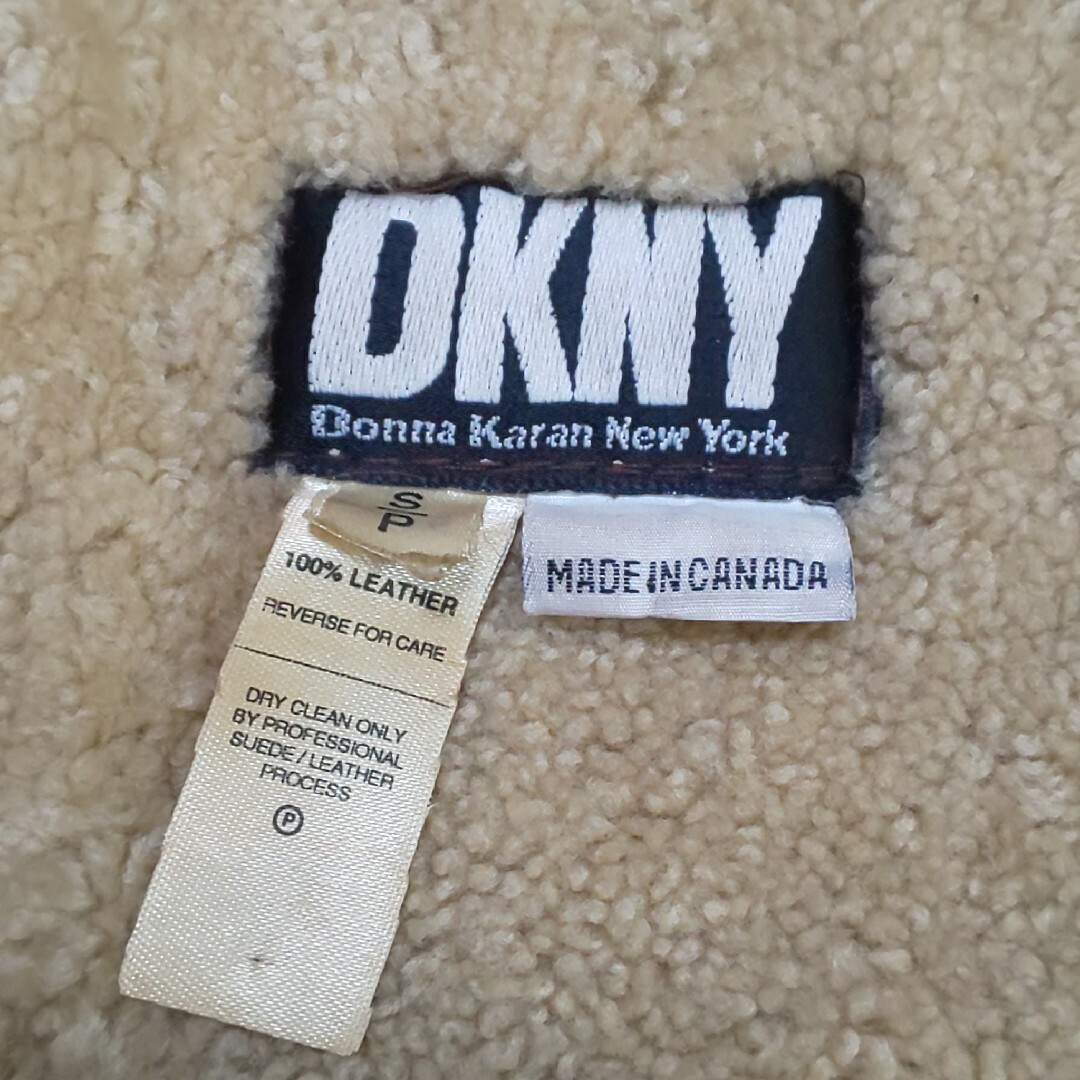 DKNY
Donna Karan New York
S/P
MADE IN CANADA
100% LEATHER
REVERSE FOR CARE
DRY CLEAN ONLY
BY PROFESSIONAL
SUEDE/LEATHER
PROCESS
P